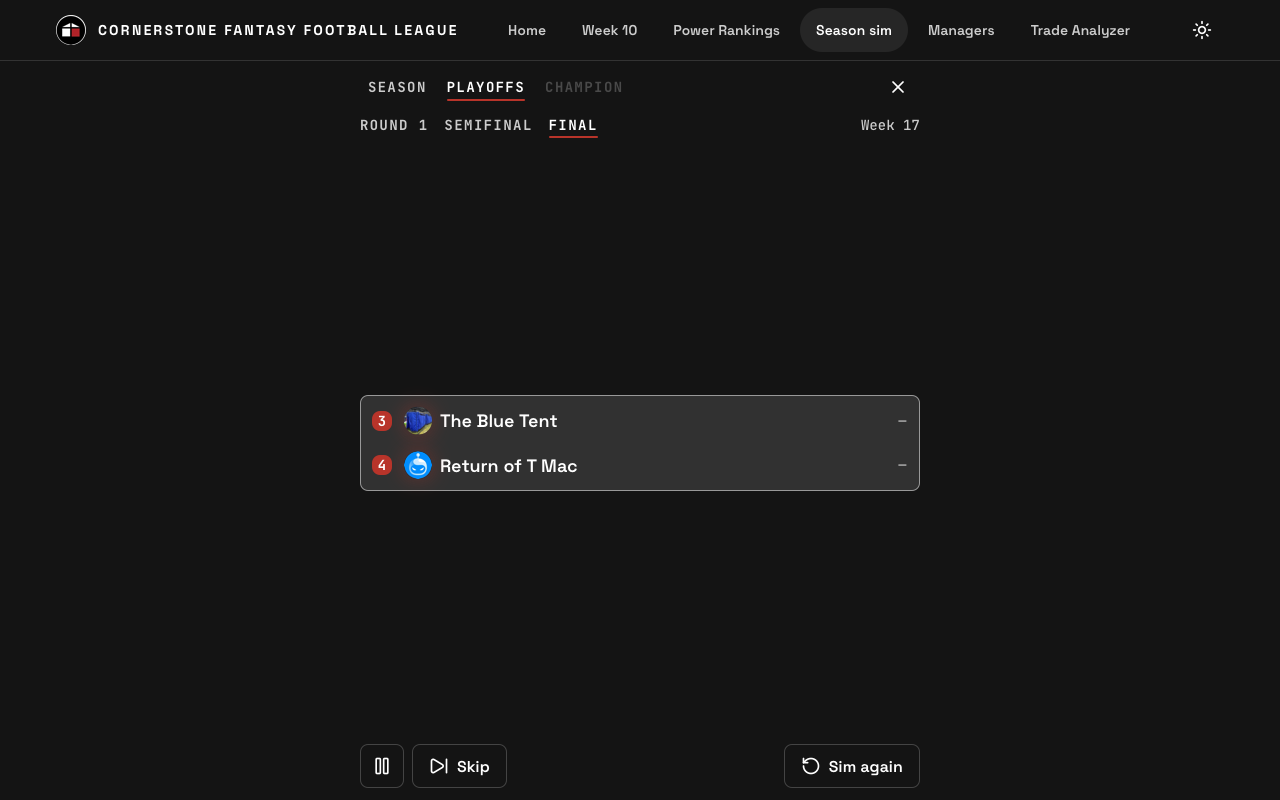 CORNERSTONE FANTASY FOOTBALL LEAGUE Home Week 10 Power Rankings Season sim Managers Trade Analyzer
SEASON PLAYOFFS CHAMPION
ROUND 1 SEMIFINAL FINAL Week 17
3 The Blue Tent –
4 Return of T Mac –
Skip Sim again